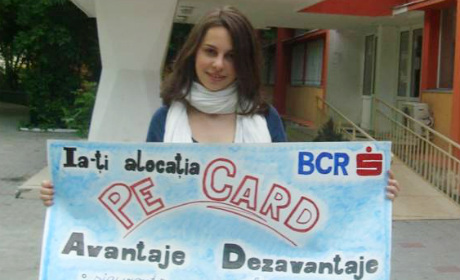 Ia-ți alocația BCR
PE CARD
Avantaje Dezavantaje